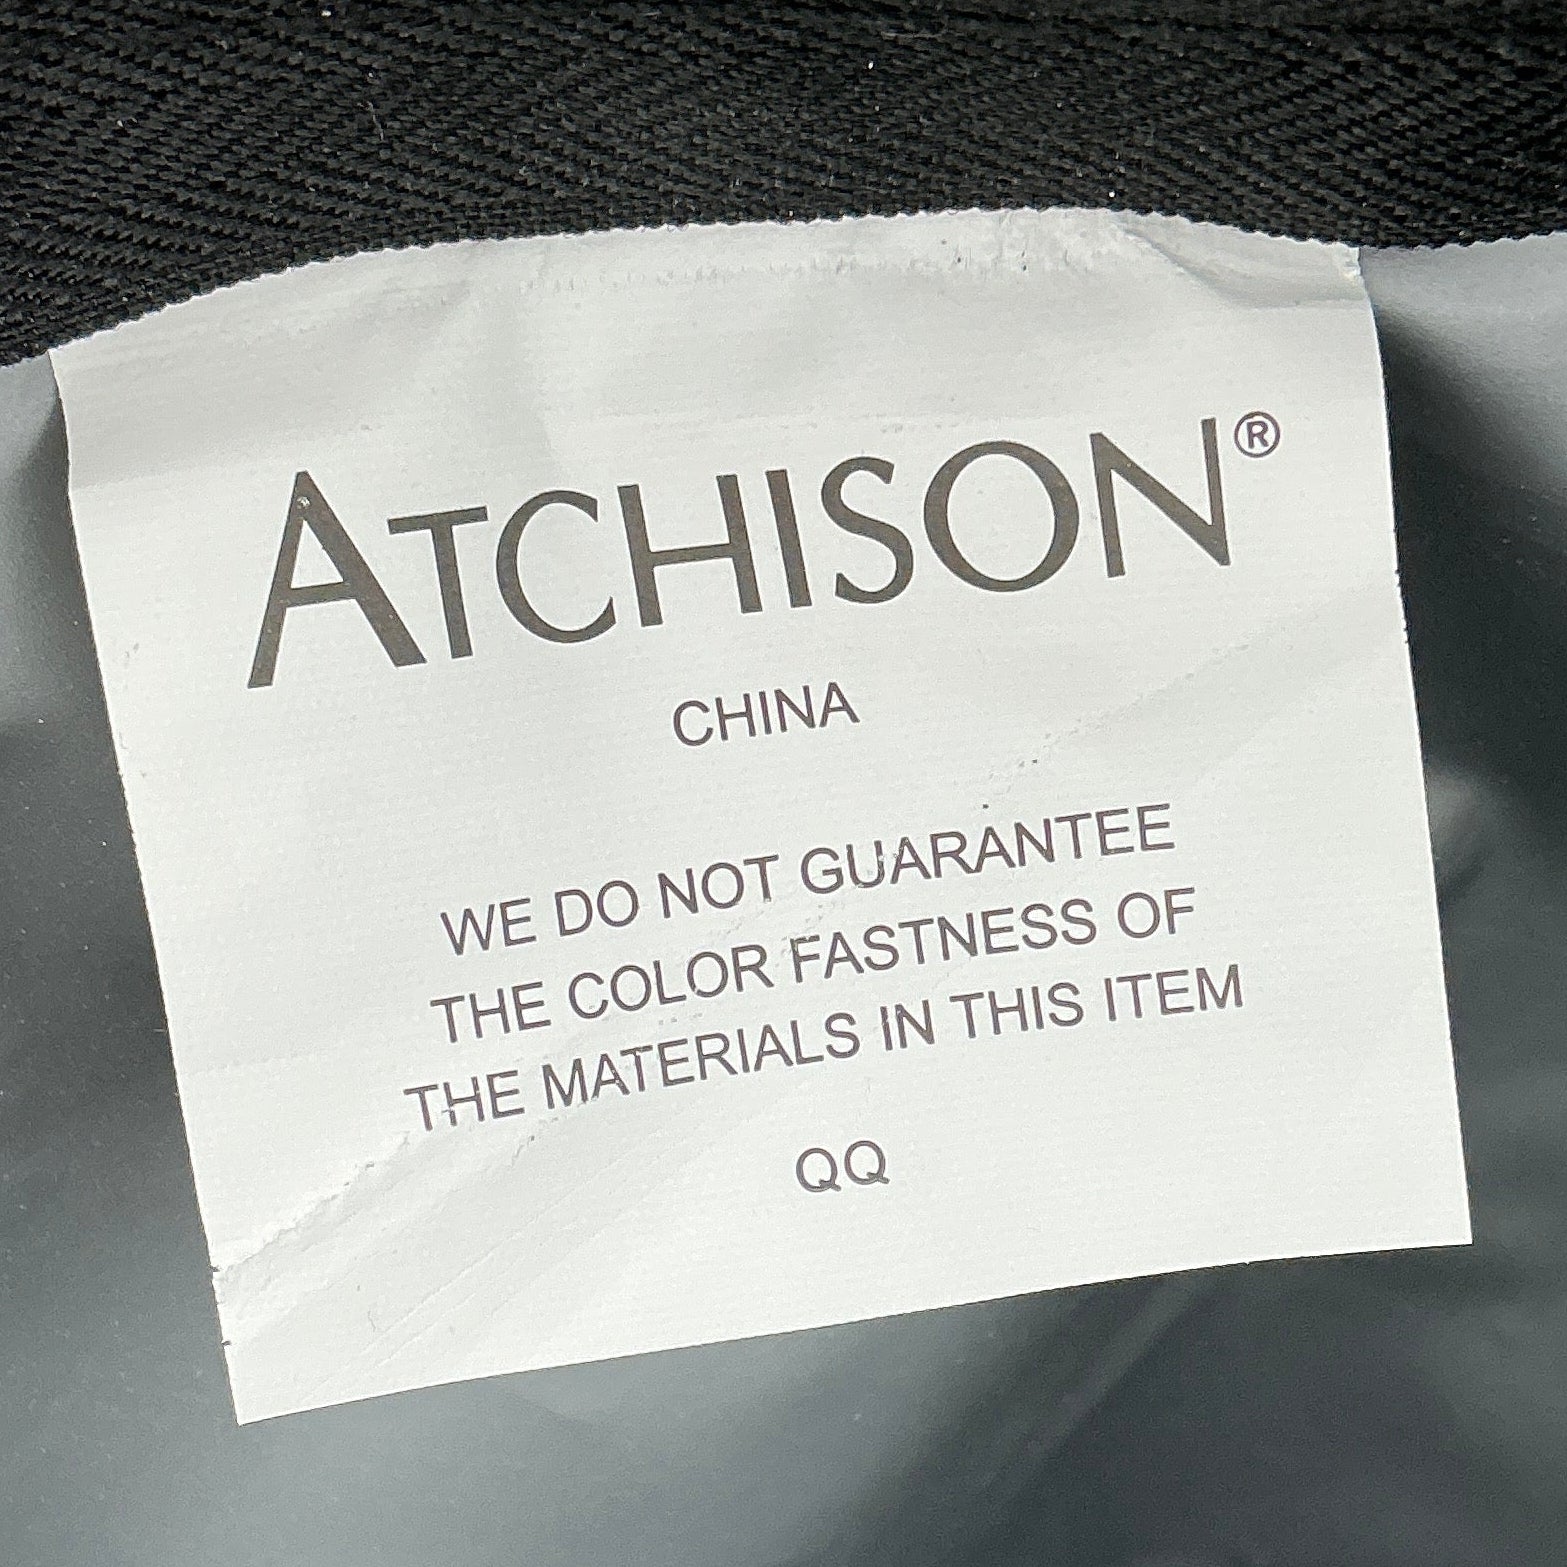 ATCHISON®
CHINA
WE DO NOT GUARANTEE
THE COLOR FASTNESS OF
THE MATERIALS IN THIS ITEM
QQ